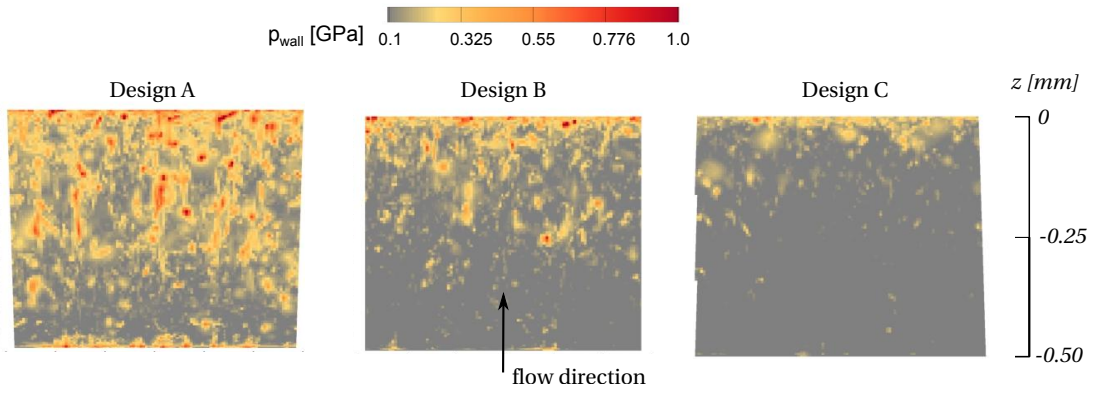 p_wall [GPa]
0.1 0.325 0.55 0.776 1.0
Design A Design B Design C z [mm]
0
-0.25
-0.50
flow direction